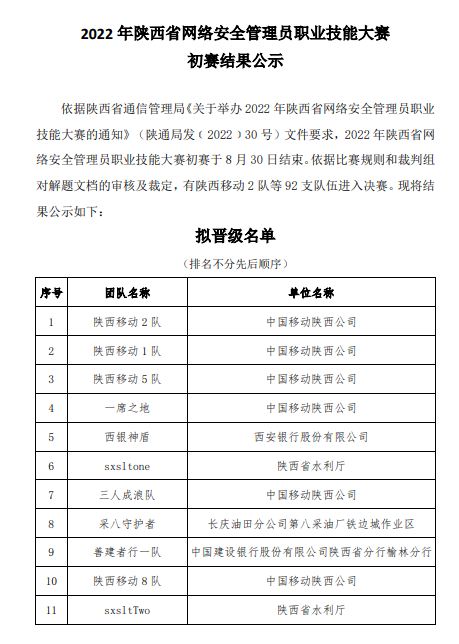 2022 年陕西省网络安全管理员职业技能大赛
初赛结果公示
依据陕西省通信管理局《关于举办 2022 年陕西省网络安全管理员职业
技能大赛的通知》（陕通局发﹝2022﹞30 号）文件要求，2022 年陕西省网
络安全管理员职业技能大赛初赛于 8 月 30 日结束。依据比赛规则和裁判组
对解题文档的审核及裁定，有陕西移动 2 队等 92 支队伍进入决赛。现将结
果公示如下：
拟晋级名单
（排名不分先后顺序）
序号 团队名称 单位名称
1 陕西移动 2 队 中国移动陕西公司
2 陕西移动 1 队 中国移动陕西公司
3 陕西移动 5 队 中国移动陕西公司
4 一席之地 中国移动陕西公司
5 西银神盾 西安银行股份有限公司
6 sxsltone 陕西省水利厅
7 三人成浪队 中国移动陕西公司
8 采八守护者 长庆油田分公司第八采油厂铁边城作业区
9 善建者行一队 中国建设银行股份有限公司陕西省分行榆林分行
10 陕西移动 8 队 中国移动陕西公司
11 sxsltTwo 陕西省水利厅